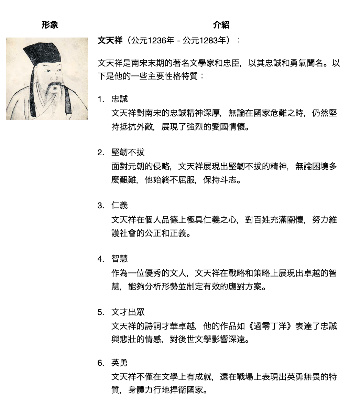 形象
介紹
文天祥（公元1236年 - 公元1283年）：
文天祥是南宋末期的著名文學家和忠臣，以其忠誠和勇氣聞名。以
下是他的一些主要性格特質：
1. 忠誠
文天祥對南宋的忠誠精神深厚，無論在國家危難之時，仍然堅
持抵抗外敵，展現了強烈的愛國情懷。
2. 堅韌不拔
面對元朝的侵略，文天祥展現出堅韌不拔的精神，無論困境多
麼艱難，他始終不屈服，保持斗志。
3. 仁義
文天祥在個人品德上極具仁義之心，對百姓充滿關懷，努力維
護社會的公正和正義。
4. 智慧
作為一位優秀的文人，文天祥在戰略和策略上展現出卓越的智
慧，能夠分析形勢並制定有效的應對方案。
5. 文才出眾
文天祥的詩詞才華卓越，他的作品如《過零丁洋》表達了忠誠
與悲壯的情感，對後世文學影響深遠。
6. 英勇
文天祥不僅在文學上有成就，還在戰場上表現出英勇無畏的特
質，身體力行地捍衛國家。